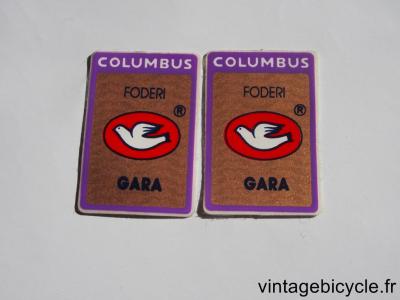 COLUMBUS
FODERI
®
GARA
COLUMBUS
FODERI
®
GARA
vintagebicycle.fr